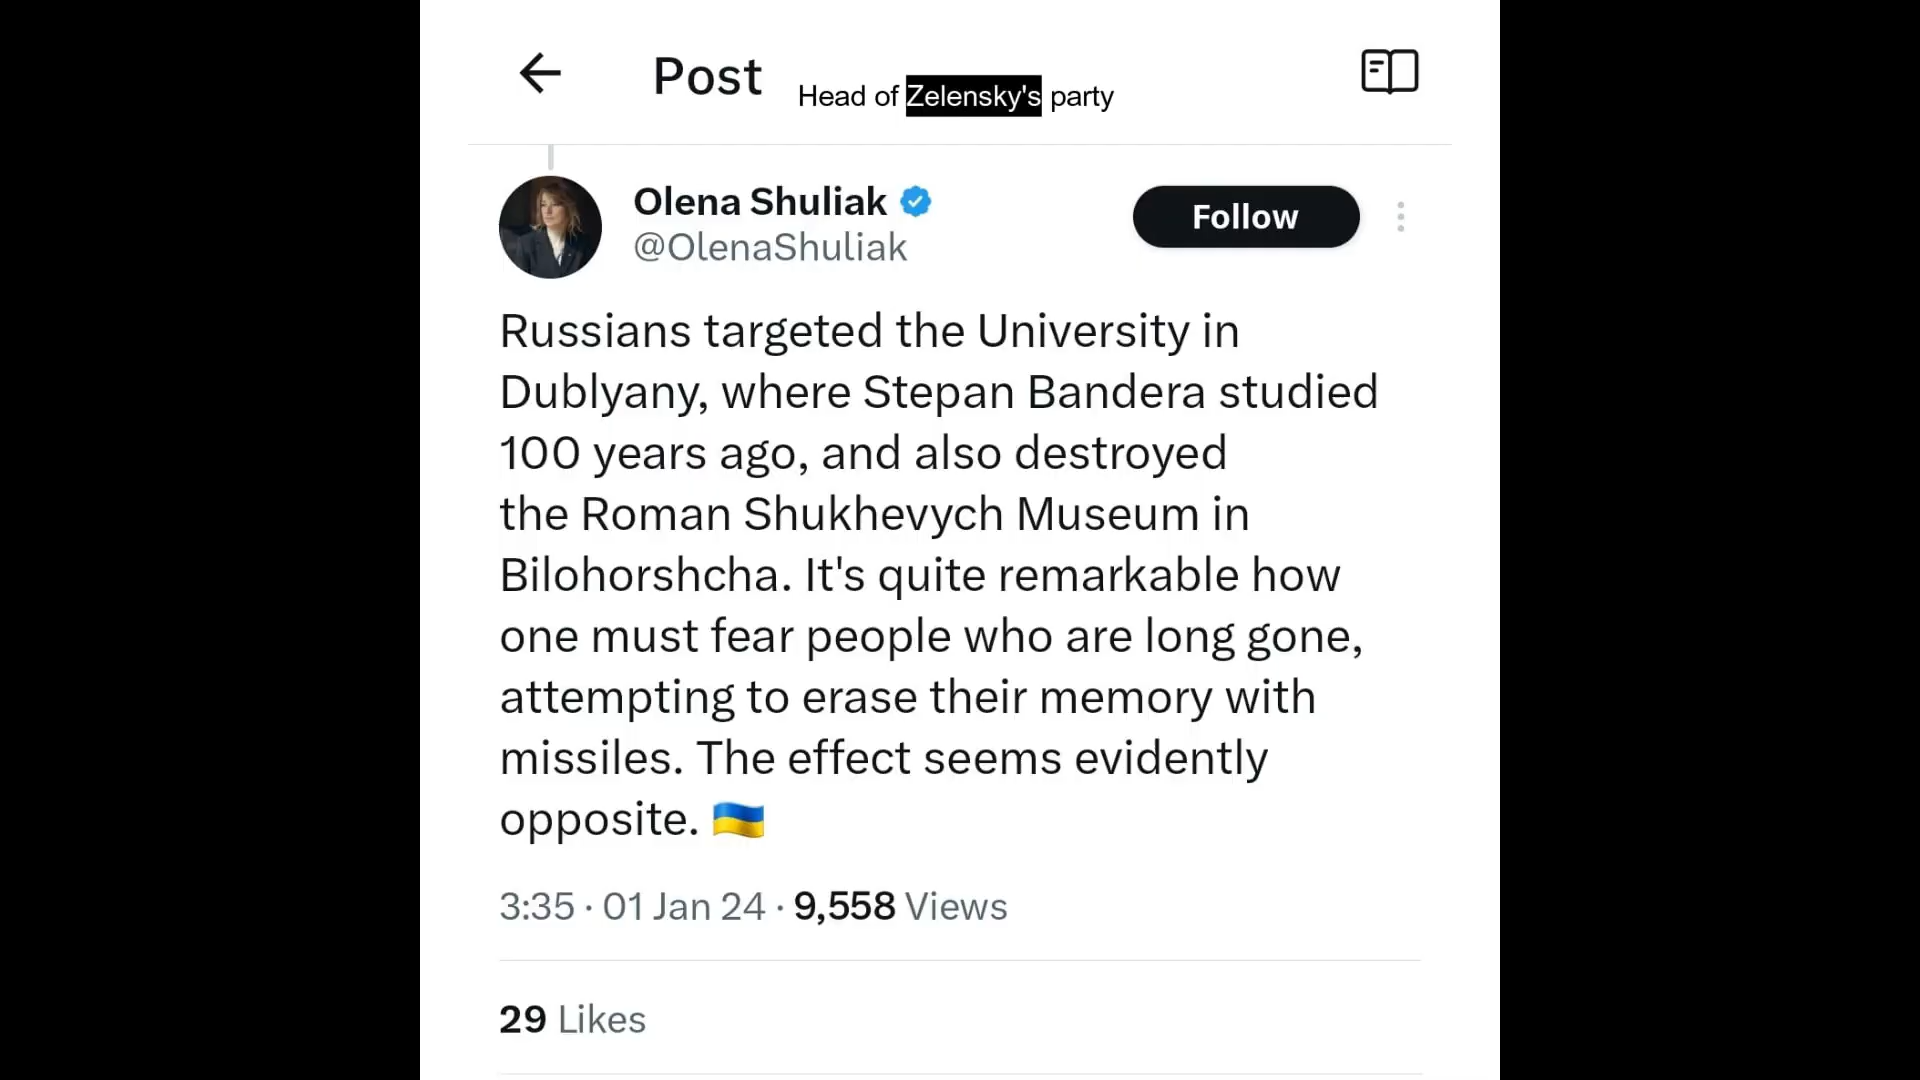 Post
Head of Zelensky's party
Olena Shuliak
@OlenaShuliak
Follow
Russians targeted the University in
Dublyany, where Stepan Bandera studied
100 years ago, and also destroyed
the Roman Shukhevych Museum in
Bilohorshcha. It's quite remarkable how
one must fear people who are long gone,
attempting to erase their memory with
missiles. The effect seems evidently
opposite. 🇺🇦
3:35 · 01 Jan 24 · 9,558 Views
29 Likes